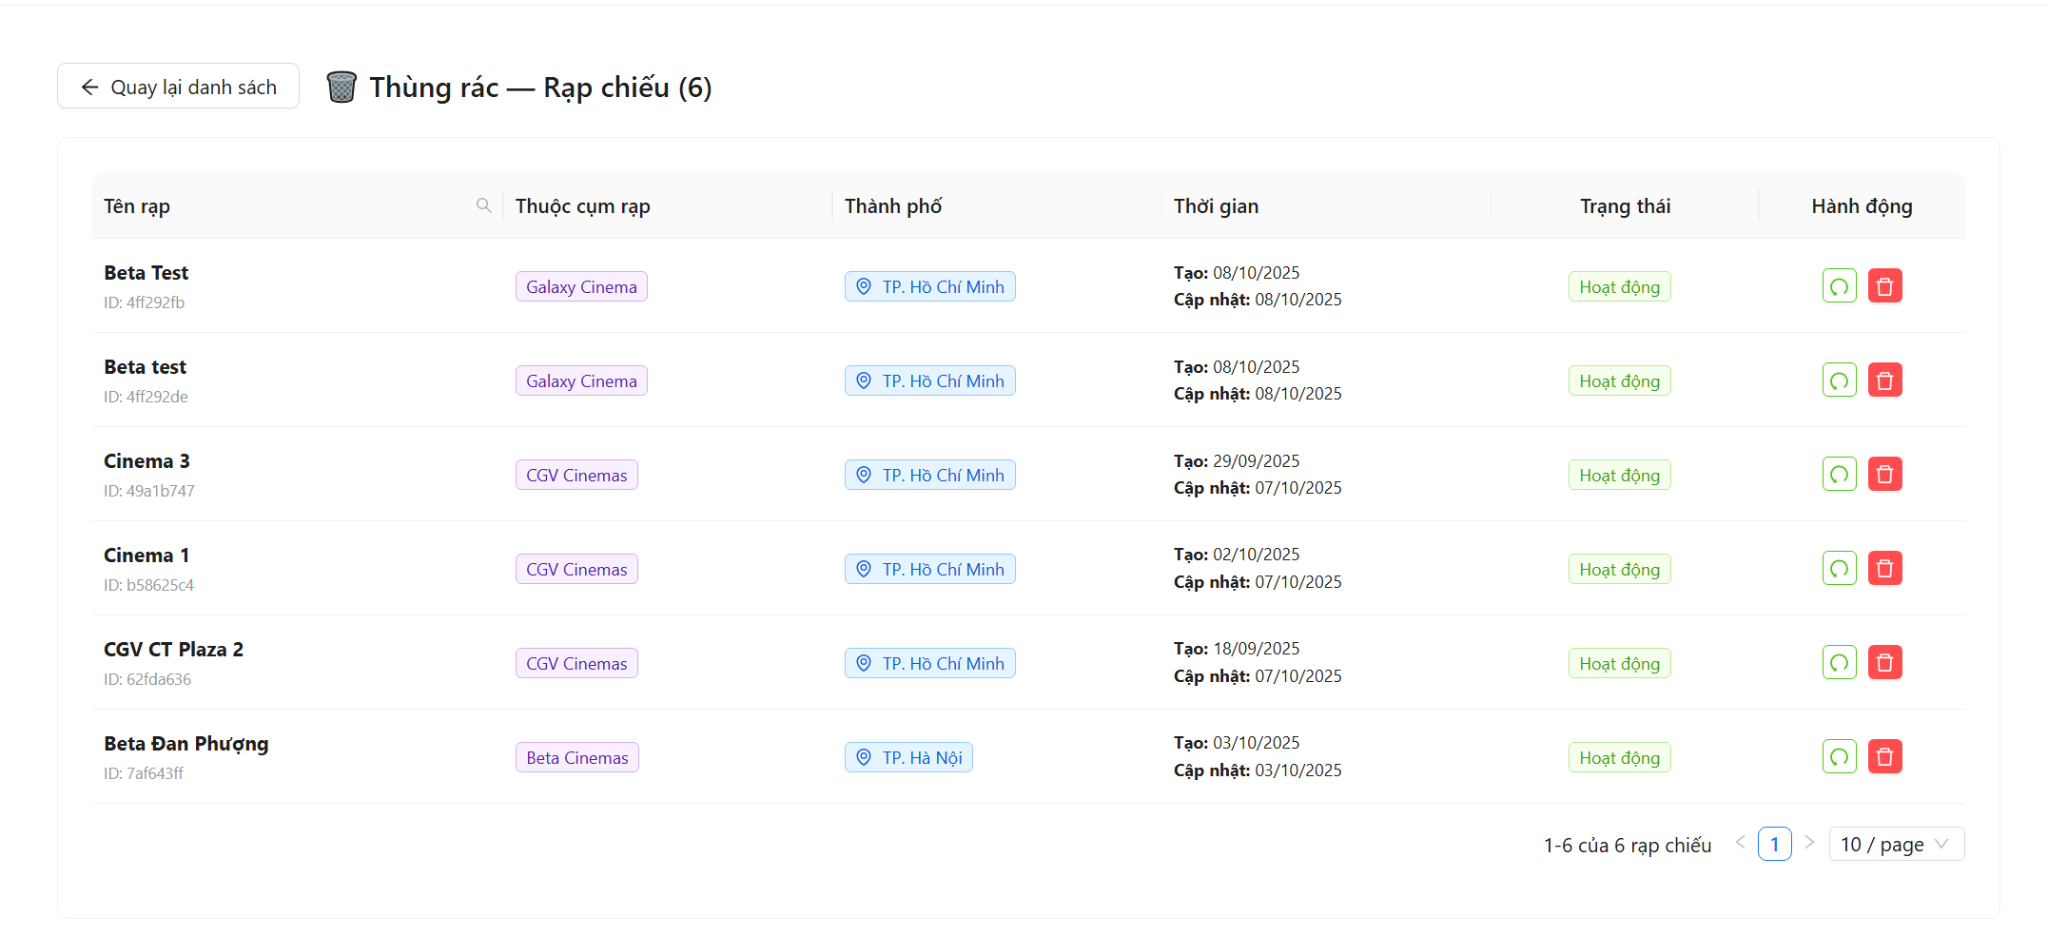 Quay lại danh sách
Thùng rác — Rạp chiếu (6)
Tên rạp Thuộc cụm rạp Thành phố Thời gian Trạng thái Hành động
Beta Test
ID: 4ff292fb
Galaxy Cinema
TP. Hồ Chí Minh
Tạo: 08/10/2025
Cập nhật: 08/10/2025
Hoạt động
Beta test
ID: 4ff292de
Galaxy Cinema
TP. Hồ Chí Minh
Tạo: 08/10/2025
Cập nhật: 08/10/2025
Hoạt động
Cinema 3
ID: 49a1b747
CGV Cinemas
TP. Hồ Chí Minh
Tạo: 29/09/2025
Cập nhật: 07/10/2025
Hoạt động
Cinema 1
ID: b58625c4
CGV Cinemas
TP. Hồ Chí Minh
Tạo: 02/10/2025
Cập nhật: 07/10/2025
Hoạt động
CGV CT Plaza 2
ID: 62fda636
CGV Cinemas
TP. Hồ Chí Minh
Tạo: 18/09/2025
Cập nhật: 07/10/2025
Hoạt động
Beta Đan Phượng
ID: 7af643ff
Beta Cinemas
TP. Hà Nội
Tạo: 03/10/2025
Cập nhật: 03/10/2025
Hoạt động
1-6 của 6 rạp chiếu 1 10 / page